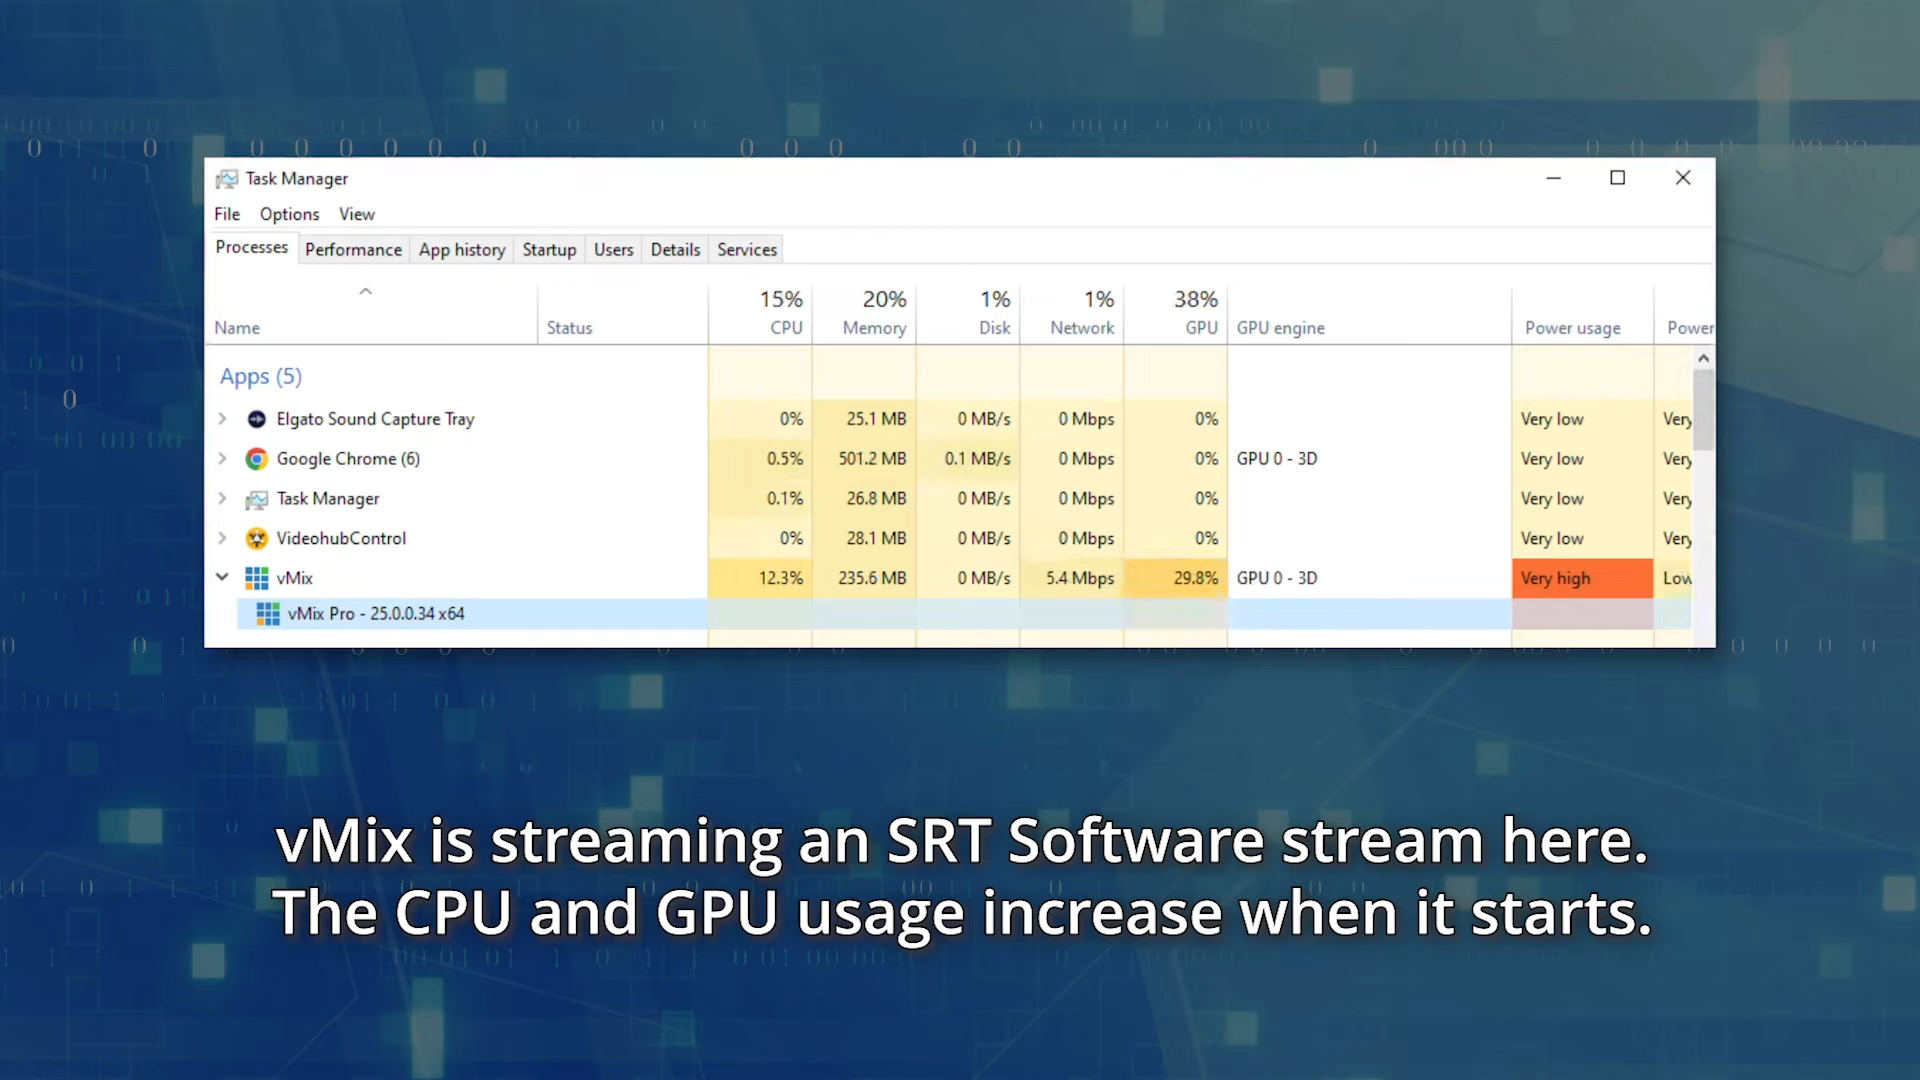 Task Manager
File Options View
Processes Performance App history Startup Users Details Services
15% 20% 1% 1% 38%
Name Status CPU Memory Disk Network GPU GPU engine Power usage Power
Apps (5)
Elgato Sound Capture Tray 0% 25.1 MB 0 MB/s 0 Mbps 0% Very low Very
Google Chrome (6) 0.5% 501.2 MB 0.1 MB/s 0 Mbps 0% GPU 0 - 3D Very low Very
Task Manager 0.1% 26.8 MB 0 MB/s 0 Mbps 0% Very low Very
VideohubControl 0% 28.1 MB 0 MB/s 0 Mbps 0% Very low Very
vMix 12.3% 235.6 MB 0 MB/s 5.4 Mbps 29.8% GPU 0 - 3D Very high Low
vMix Pro - 25.0.0.34 x64
vMix is streaming an SRT Software stream here.
The CPU and GPU usage increase when it starts.